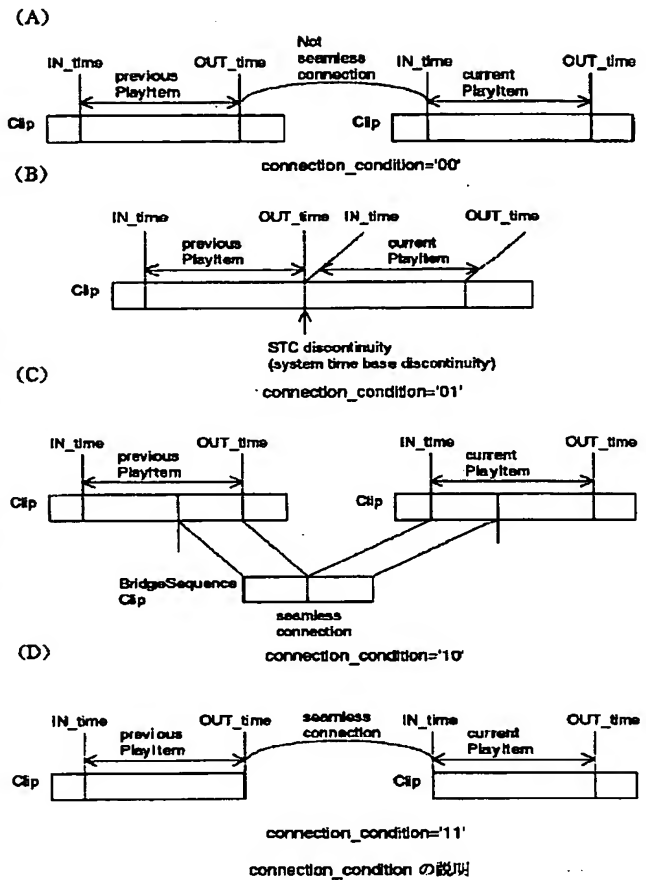 (A)
Not
seamless
connection
IN_time
OUT_time
IN_time
OUT_time
previous
PlayItem
current
PlayItem
Clip
Clip
connection_condition='00'
(B)
IN_time
OUT_time
IN_time
OUT_time
previous
PlayItem
current
PlayItem
Clip
STC discontinuity
(system time base discontinuity)
connection_condition='01'
(C)
IN_time
OUT_time
IN_time
OUT_time
previous
PlayItem
current
PlayItem
Clip
Clip
BridgeSequence
Clip
seamless
connection
connection_condition='10'
(D)
IN_time
OUT_time
seamless
connection
IN_time
OUT_time
previous
PlayItem
current
PlayItem
Clip
Clip
connection_condition='11'
connection_condition の説明